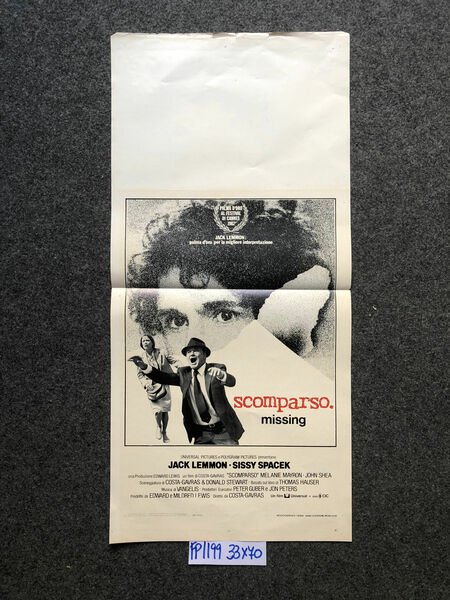 PALMA D'ORO
AL FESTIVAL
DI CANNES
1982
JACK LEMMON:
palma d'oro per la migliore interpretazione
scomparso.
missing
UNIVERSAL PICTURES e POLYGRAM PICTURES presentano
JACK LEMMON · SISSY SPACEK
una Produzione EDWARD LEWIS un film di COSTA-GAVRAS "SCOMPARSO" MELANIE MAYRON · JOHN SHEA
Sceneggiatura di COSTA-GAVRAS & DONALD STEWART Basato sul libro di THOMAS HAUSER
Musica di VANGELIS · Produttori Esecutivi PETER GUBER e JON PETERS
Prodotto da EDWARD e MILDRED LEWIS Diretto da COSTA-GAVRAS Un film Universal CIC
PP1199 33X70